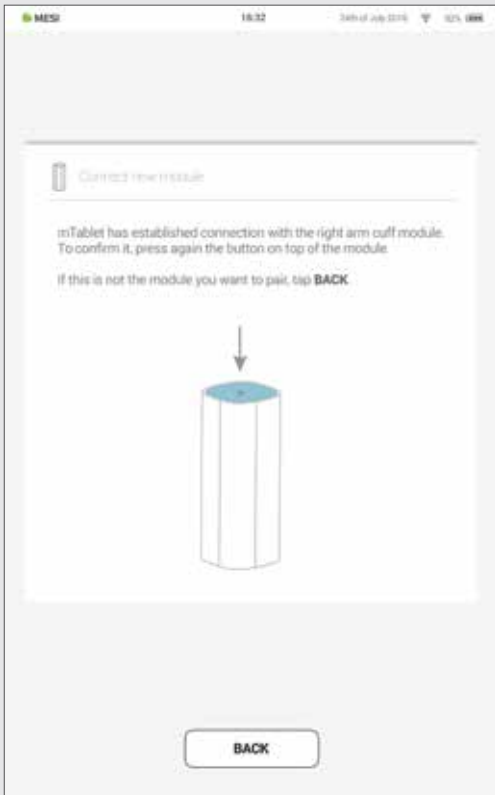 MESI
18:32
Connect new module
mTablet has established connection with the right arm cuff module.
To confirm it, press again the button on top of the module.
If this is not the module you want to pair, tap BACK
BACK